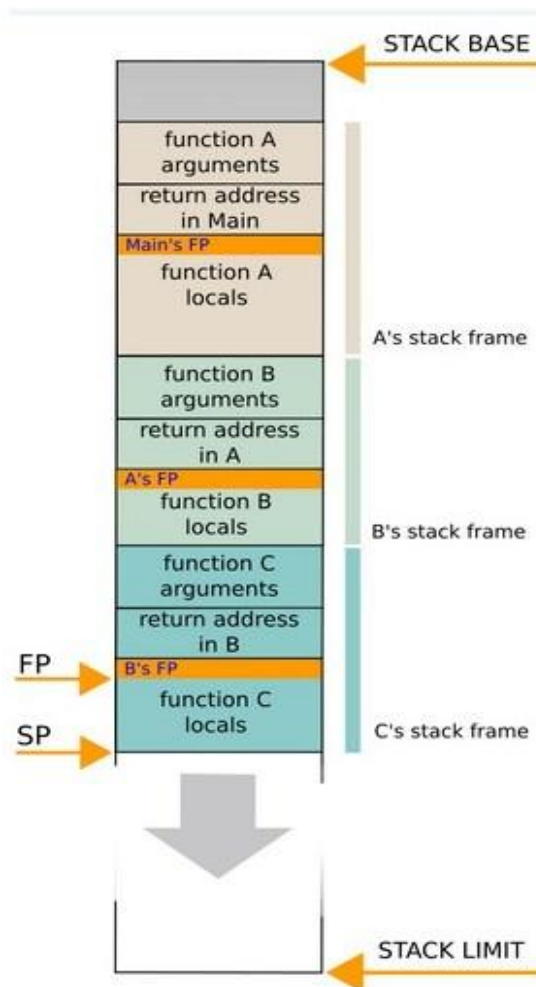 STACK BASE
function A
arguments
return address
in Main
Main's FP
function A
locals
A's stack frame
function B
arguments
return address
in A
A's FP
function B
locals
B's stack frame
function C
arguments
return address
in B
FP
B's FP
function C
locals
SP
C's stack frame
STACK LIMIT